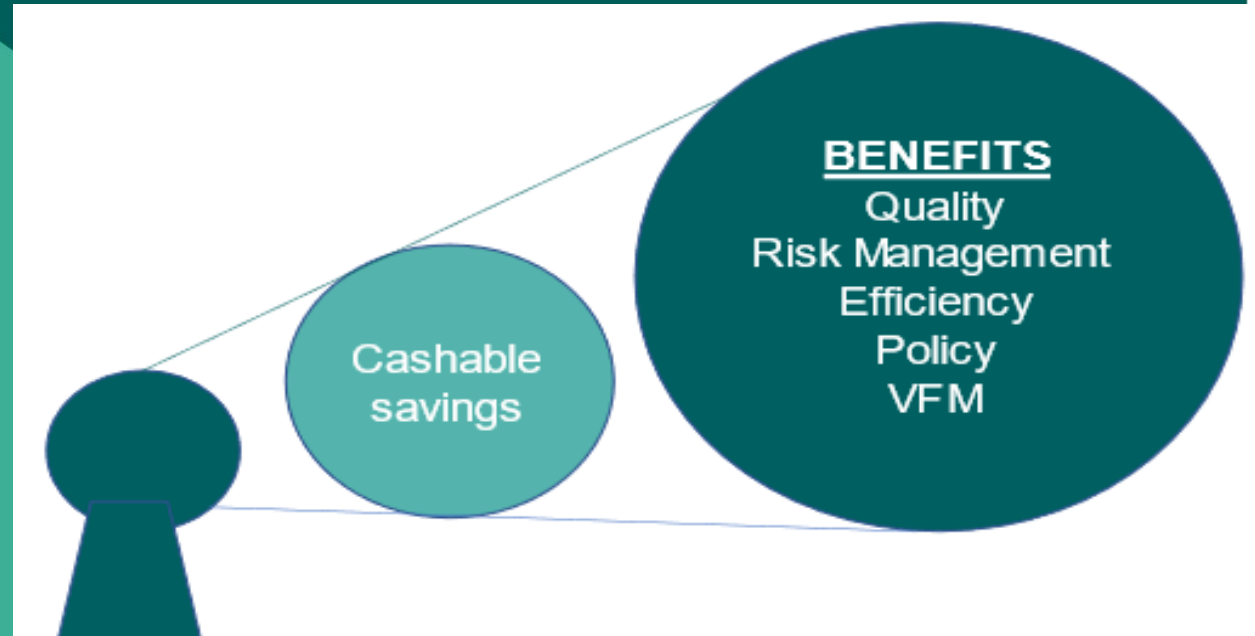 Cashable
savings
BENEFITS
Quality
Risk Management
Efficiency
Policy
VFM